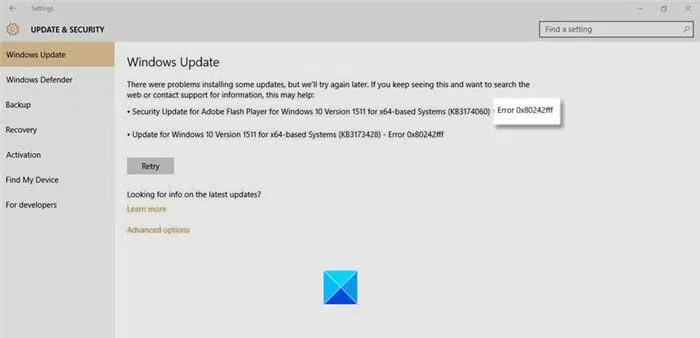 Settings
UPDATE & SECURITY
Find a setting
Windows Update
Windows Defender
Backup
Recovery
Activation
Find My Device
For developers
Windows Update
There were problems installing some updates, but we'll try again later. If you keep seeing this and want to search the
web or contact support for information, this may help:
• Security Update for Adobe Flash Player for Windows 10 Version 1511 for x64-based Systems (KB3174060) - Error 0x80242fff
• Update for Windows 10 Version 1511 for x64-based Systems (KB3173428) - Error 0x80242fff
Retry
Looking for info on the latest updates?
Learn more
Advanced options